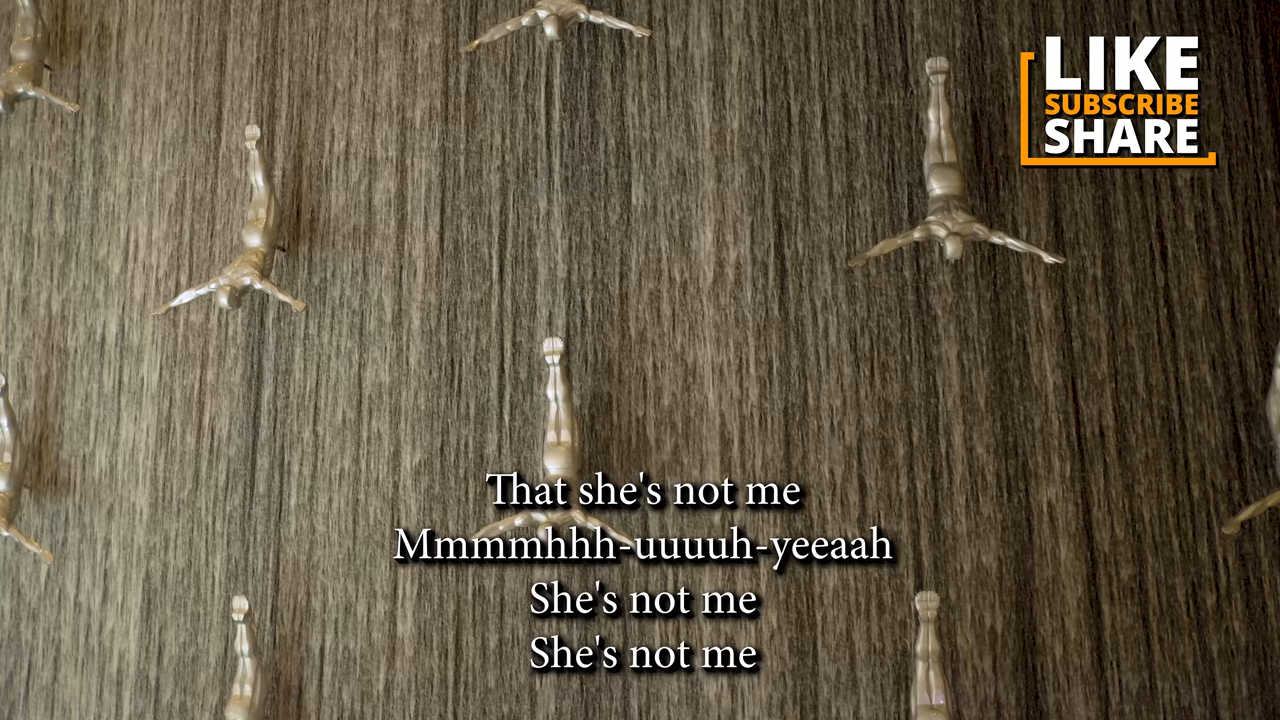 LIKE
SUBSCRIBE
SHARE
That she's not me
Mmmmhhh-uuuuh-yeeaah
She's not me
She's not me